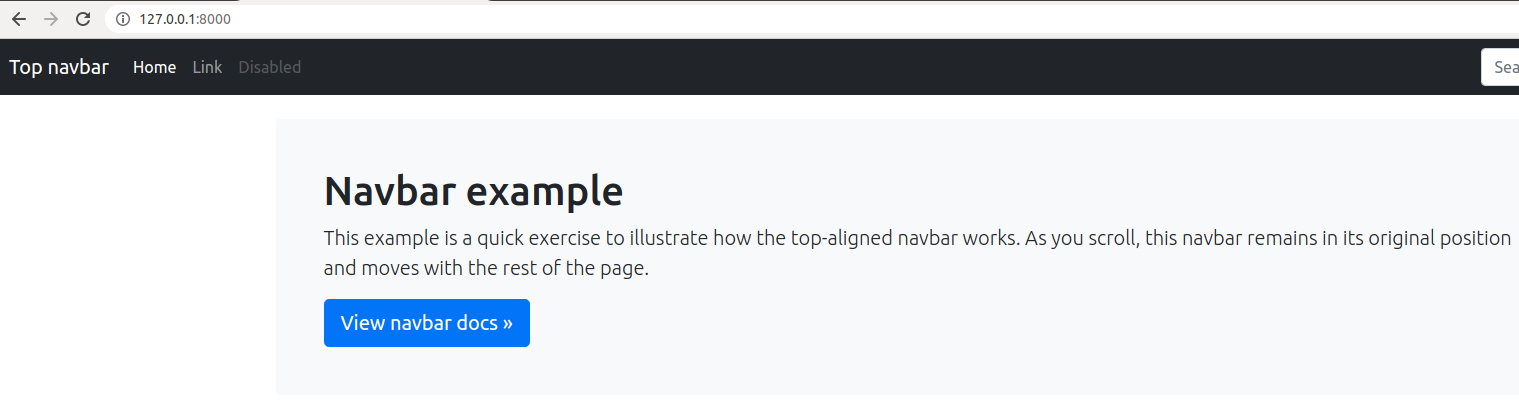 127.0.0.1:8000
Top navbar Home Link Disabled Sea
Navbar example
This example is a quick exercise to illustrate how the top-aligned navbar works. As you scroll, this navbar remains in its original position
and moves with the rest of the page.
View navbar docs »